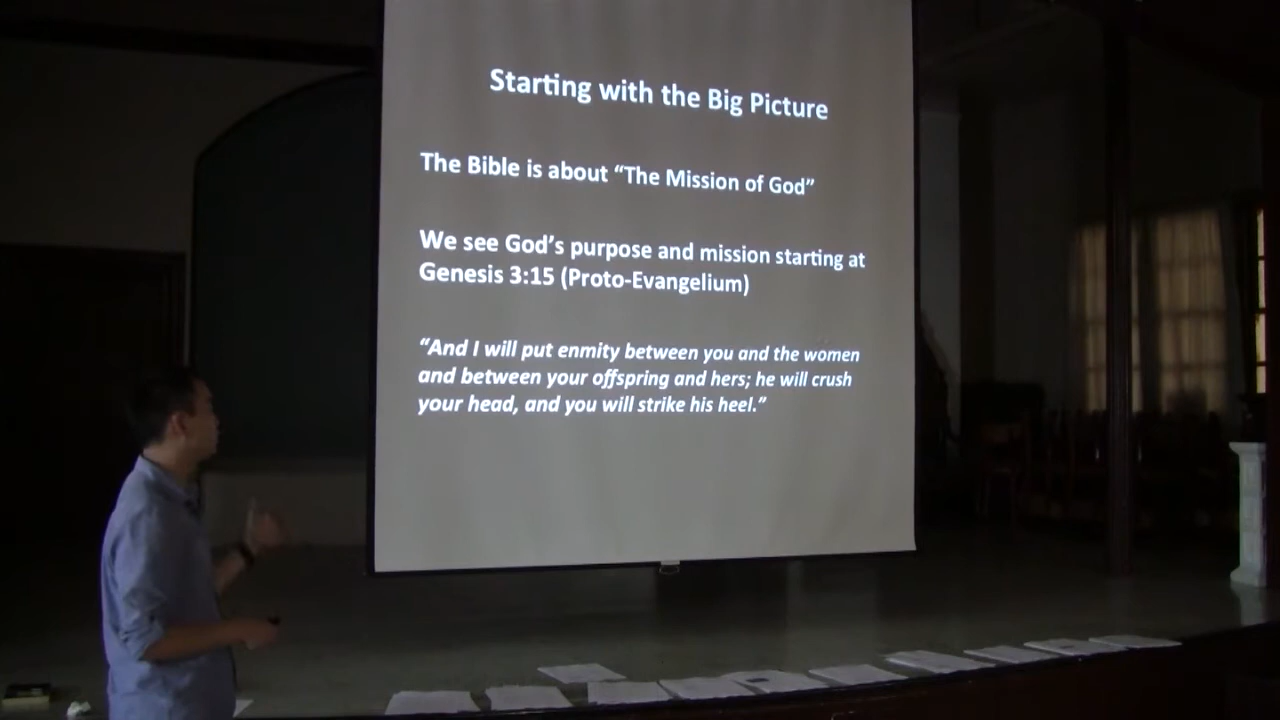 Starting with the Big Picture
The Bible is about “The Mission of God”
We see God’s purpose and mission starting at
Genesis 3:15 (Proto-Evangelium)
“And I will put enmity between you and the women
and between your offspring and hers; he will crush
your head, and you will strike his heel.”